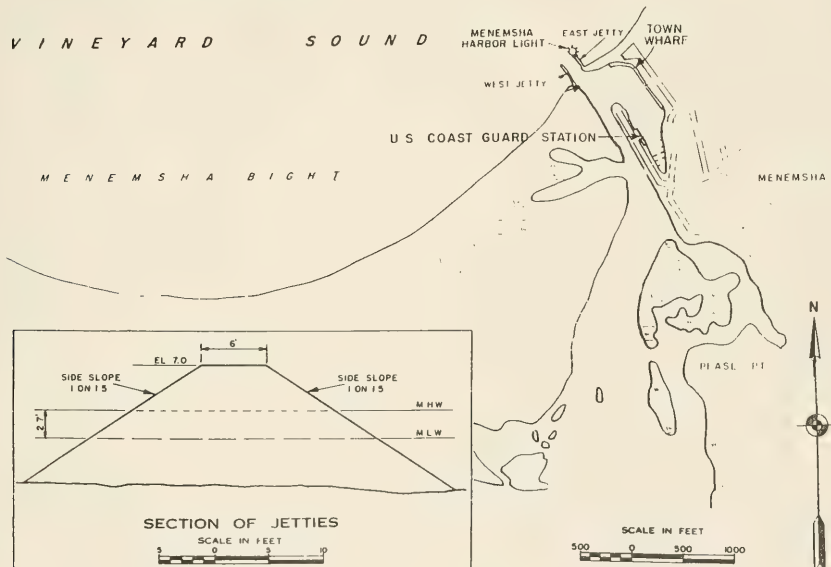 VINEYARD SOUND
MENEMSHA
HARBOR LIGHT
EAST JETTY
TOWN
WHARF
WEST JETTY
U S COAST GUARD STATION
MENEMSHA BIGHT
MENEMSHA
N
6'
EL 7.0
SIDE SLOPE
1 ON 1 5
SIDE SLOPE
1 ON 1 5
MHW
2.7'
MLW
PT
SECTION OF JETTIES
SCALE IN FEET
5 0 5 10
SCALE IN FEET
500 0 500 1000